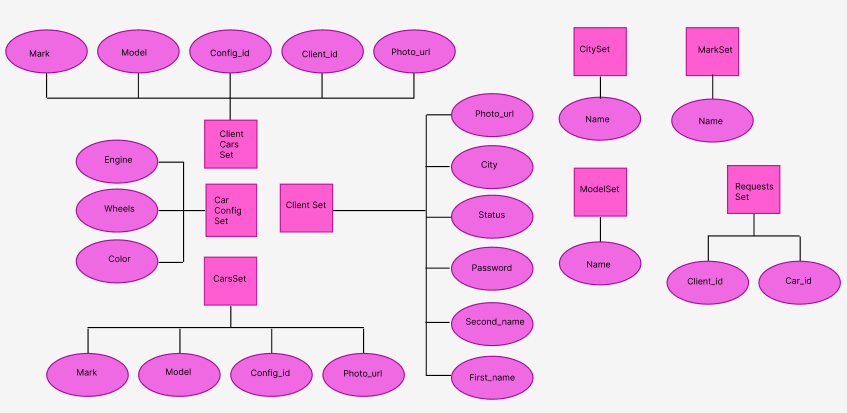 Mark
Model
Config_id
Client_id
Photo_url
Client
Cars
Set
Engine
Wheels
Color
Car
Config
Set
CarsSet
Mark
Model
Config_id
Photo_url
Client Set
Photo_url
City
Status
Password
Second_name
First_name
CitySet
Name
MarkSet
Name
ModelSet
Name
Requests
Set
Client_id
Car_id